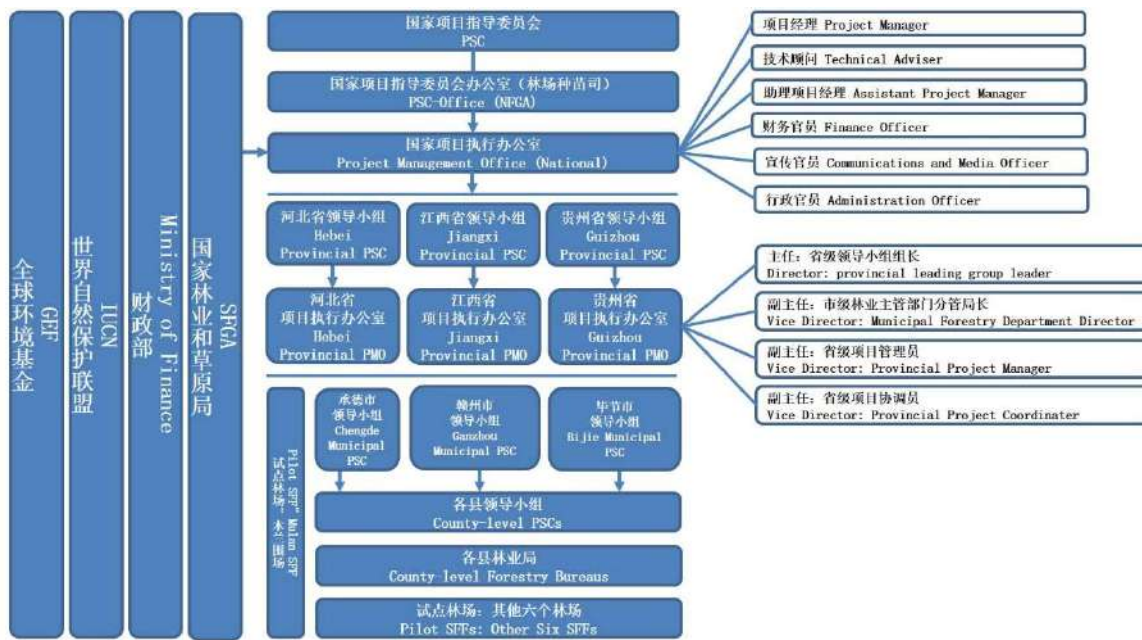 全球环境基金
GEF
世界自然保护联盟
IUCN
财政部
Ministry of Finance
国家林业和草原局
SFGA
国家项目指导委员会
PSC
国家项目指导委员会办公室（林场种苗司）
PSC-Office (NFGA)
国家项目执行办公室
Project Management Office (National)
项目经理 Project Manager
技术顾问 Technical Adviser
助理项目经理 Assistant Project Manager
财务官员 Finance Officer
宣传官员 Communications and Media Officer
行政官员 Administration Officer
河北省领导小组
Hebei
Provincial PSC
江西省领导小组
Jiangxi
Provincial PSC
贵州省领导小组
Guizhou
Provincial PSC
河北省
项目执行办公室
Hebei
Provincial PMO
江西省
项目执行办公室
Jiangxi
Provincial PMO
贵州省
项目执行办公室
Guizhou
Provincial PMO
主任：省级领导小组组长
Director: provincial leading group leader
副主任：市级林业主管部门分管局长
Vice Director: Municipal Forestry Department Director
副主任：省级项目管理员
Vice Director: Provincial Project Manager
副主任：省级项目协调员
Vice Director: Provincial Project Coordinater
试点林场：木兰围场
Pilot SFF" Mulan SFF
承德市
领导小组
Chengde
Municipal
PSC
赣州市
领导小组
Ganzhou
Municipal PSC
毕节市
领导小组
Bijie Municipal
PSC
各县领导小组
County-level PSCs
各县林业局
County-level Forestry Bureaus
试点林场：其他六个林场
Pilot SFFs: Other Six SFFs